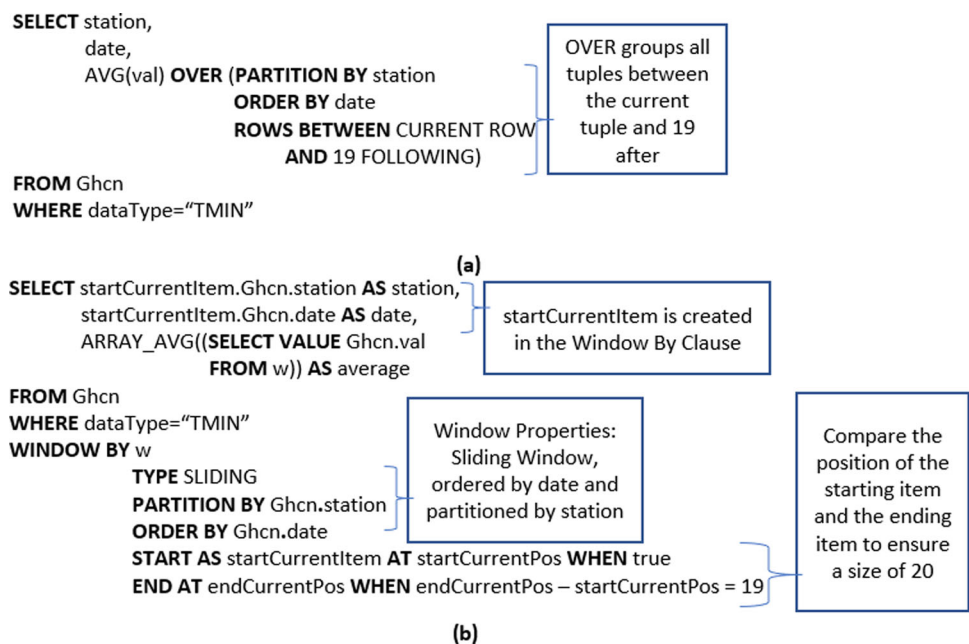 SELECT station,
date,
AVG(val) OVER (PARTITION BY station
ORDER BY date
ROWS BETWEEN CURRENT ROW
AND 19 FOLLOWING)
FROM Ghcn
WHERE dataType=“TMIN”
OVER groups all
tuples between
the current
tuple and 19
after
(a)
SELECT startCurrentItem.Ghcn.station AS station,
startCurrentItem.Ghcn.date AS date,
ARRAY_AVG((SELECT VALUE Ghcn.val
FROM w)) AS average
startCurrentItem is created
in the Window By Clause
FROM Ghcn
WHERE dataType=“TMIN”
WINDOW BY w
TYPE SLIDING
PARTITION BY Ghcn.station
ORDER BY Ghcn.date
START AS startCurrentItem AT startCurrentPos WHEN true
END AT endCurrentPos WHEN endCurrentPos – startCurrentPos = 19
Window Properties:
Sliding Window,
ordered by date and
partitioned by station
Compare the
position of the
starting item
and the ending
item to ensure
a size of 20
(b)